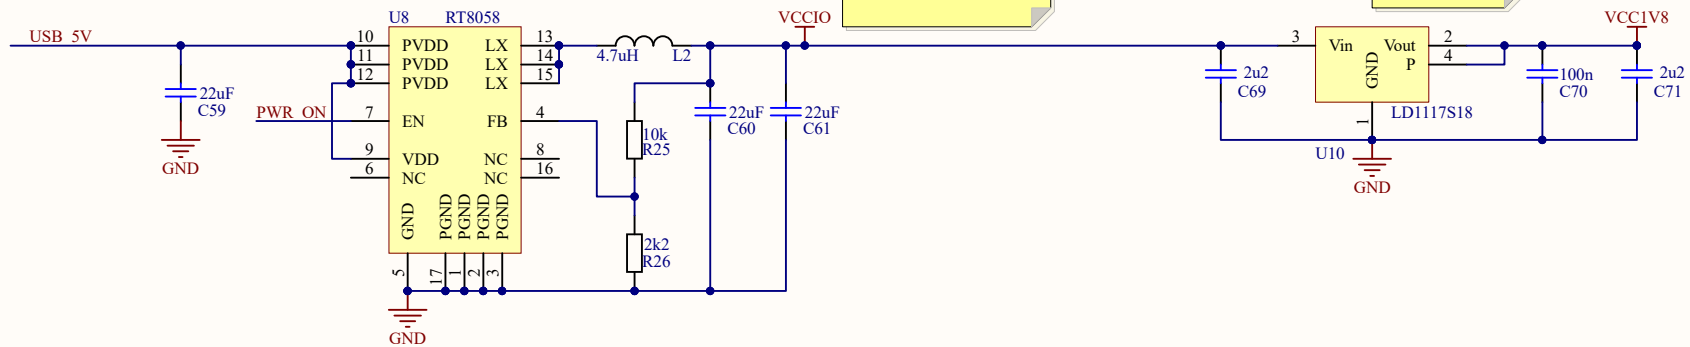 U8 RT8058
VCCIO
VCC1V8
USB_5V
10 PVDD LX 13
11 PVDD LX 14
12 PVDD LX 15
4.7uH L2
3 Vin Vout 2
P 4
GND
1
LD1117S18
U10
GND
22uF
C59
GND
PWR_ON
7 EN FB 4
9 VDD NC 8
6 NC NC 16
GND PGND PGND PGND PGND
5 17 1 2 3
GND
10k
R25
2k2
R26
22uF
C60
22uF
C61
2u2
C69
100n
C70
2u2
C71